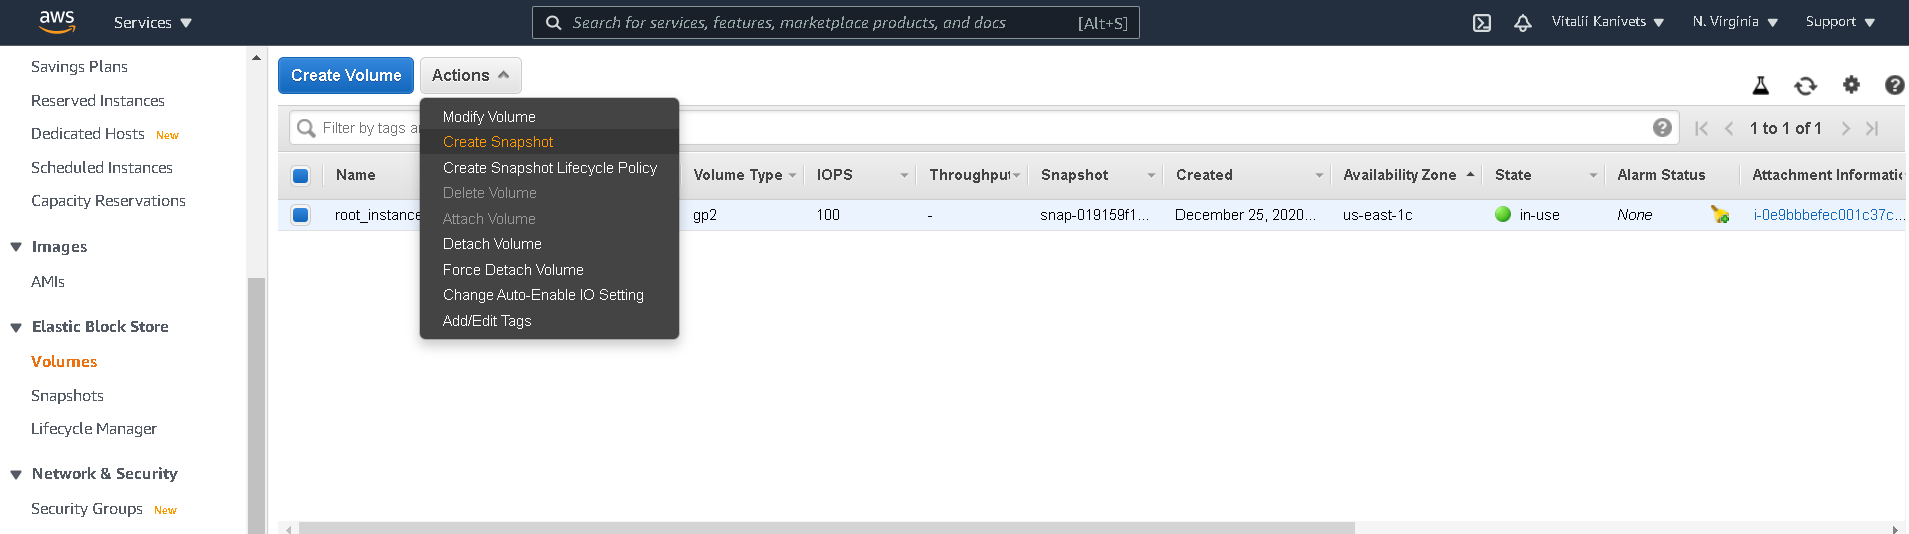 aws Services Search for services, features, marketplace products, and docs [Alt+S] Vitalii Kanivets N. Virginia Support
Savings Plans
Reserved Instances
Dedicated Hosts New
Scheduled Instances
Capacity Reservations
Images
AMIs
Elastic Block Store
Volumes
Snapshots
Lifecycle Manager
Network & Security
Security Groups New
Create Volume Actions
Modify Volume
Create Snapshot
Create Snapshot Lifecycle Policy
Delete Volume
Attach Volume
Detach Volume
Force Detach Volume
Change Auto-Enable IO Setting
Add/Edit Tags
Filter by tags a 1 to 1 of 1
Name Volume Type IOPS Throughput Snapshot Created Availability Zone State Alarm Status Attachment Informati
root_instance gp2 100 - snap-019159f1... December 25, 2020... us-east-1c in-use None i-0e9bbbefec001c37c...